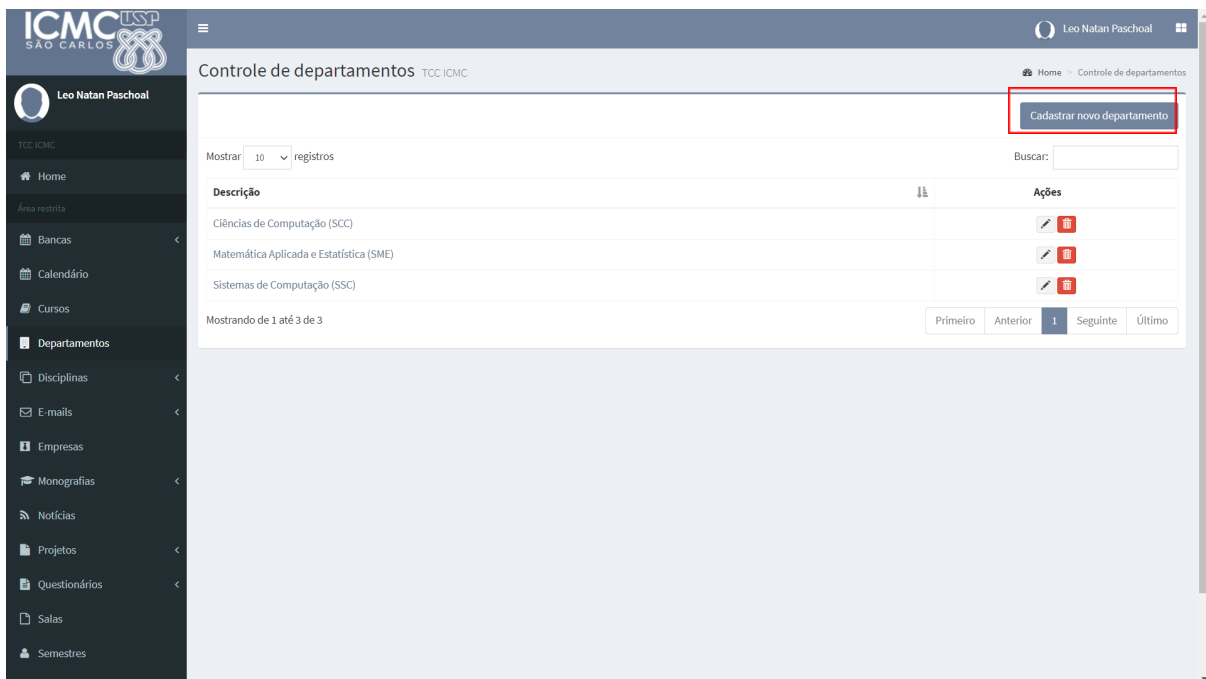 ICMC USP
SÃO CARLOS
Leo Natan Paschoal
Controle de departamentos TCC ICMC
Home > Controle de departamentos
Leo Natan Paschoal
Cadastrar novo departamento
TCC ICMC
Home
Área restrita
Bancas
Calendário
Cursos
Departamentos
Disciplinas
E-mails
Empresas
Monografias
Notícias
Projetos
Questionários
Salas
Semestres
Mostrar 10 registros
Buscar:
Descrição Ações
Ciências de Computação (SCC)
Matemática Aplicada e Estatística (SME)
Sistemas de Computação (SSC)
Mostrando de 1 até 3 de 3
Primeiro Anterior 1 Seguinte Último